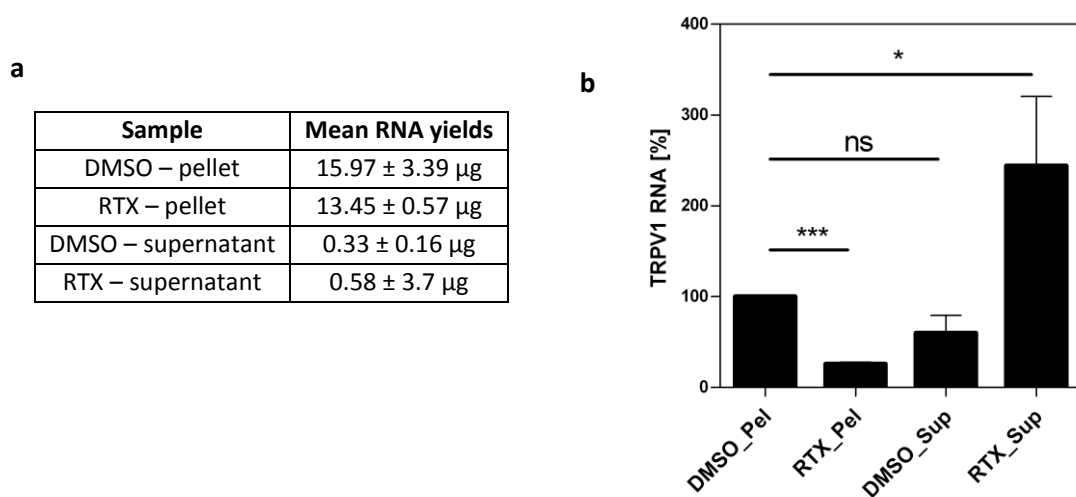 a
Sample Mean RNA yields
DMSO – pellet 15.97 ± 3.39 µg
RTX – pellet 13.45 ± 0.57 µg
DMSO – supernatant 0.33 ± 0.16 µg
RTX – supernatant 0.58 ± 3.7 µg
b
TRPV1 RNA [%]
400
300
200
100
0
*
ns
***
DMSO_Pel
RTX_Pel
DMSO_Sup
RTX_Sup